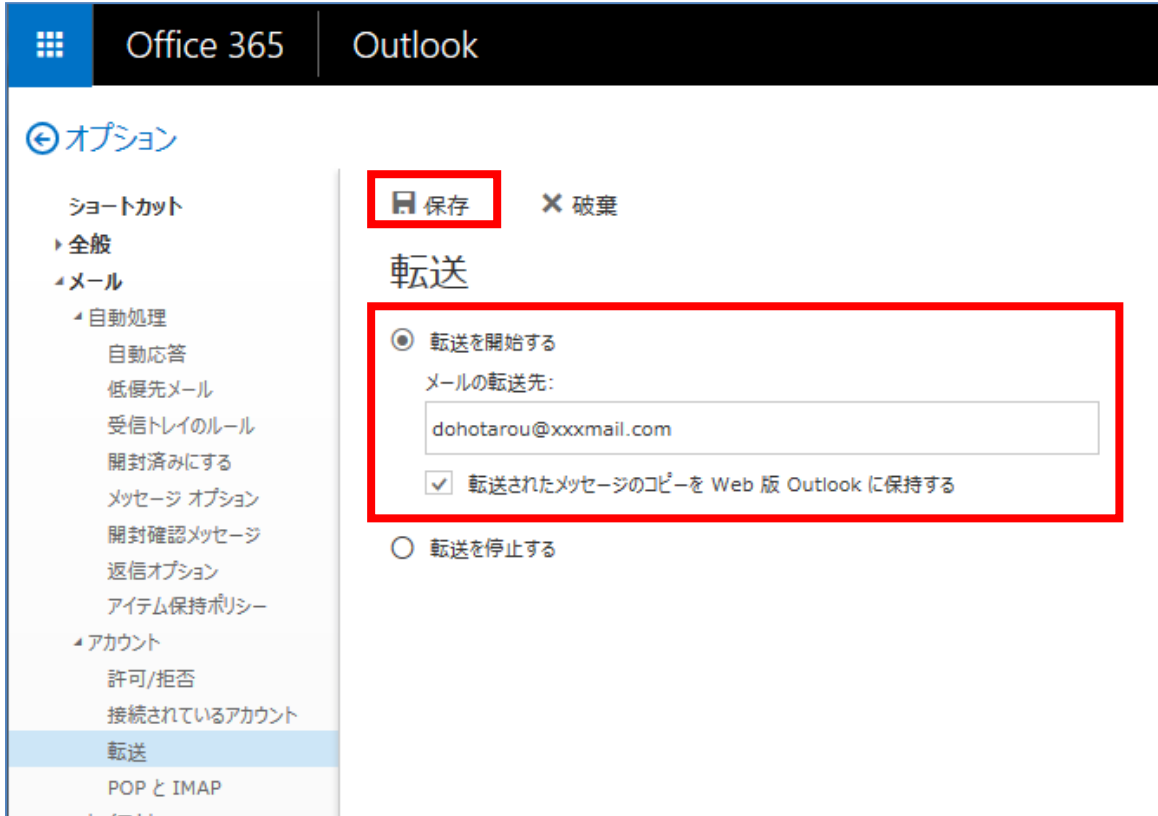 Office 365 Outlook
オプション
ショートカット
全般
メール
自動処理
自動応答
低優先メール
受信トレイのルール
開封済みにする
メッセージ オプション
開封確認メッセージ
返信オプション
アイテム保持ポリシー
アカウント
許可/拒否
接続されているアカウント
転送
POP と IMAP
保存 破棄
転送
転送を開始する
メールの転送先:
dohotarou@xxxmail.com
転送されたメッセージのコピーを Web 版 Outlook に保持する
転送を停止する